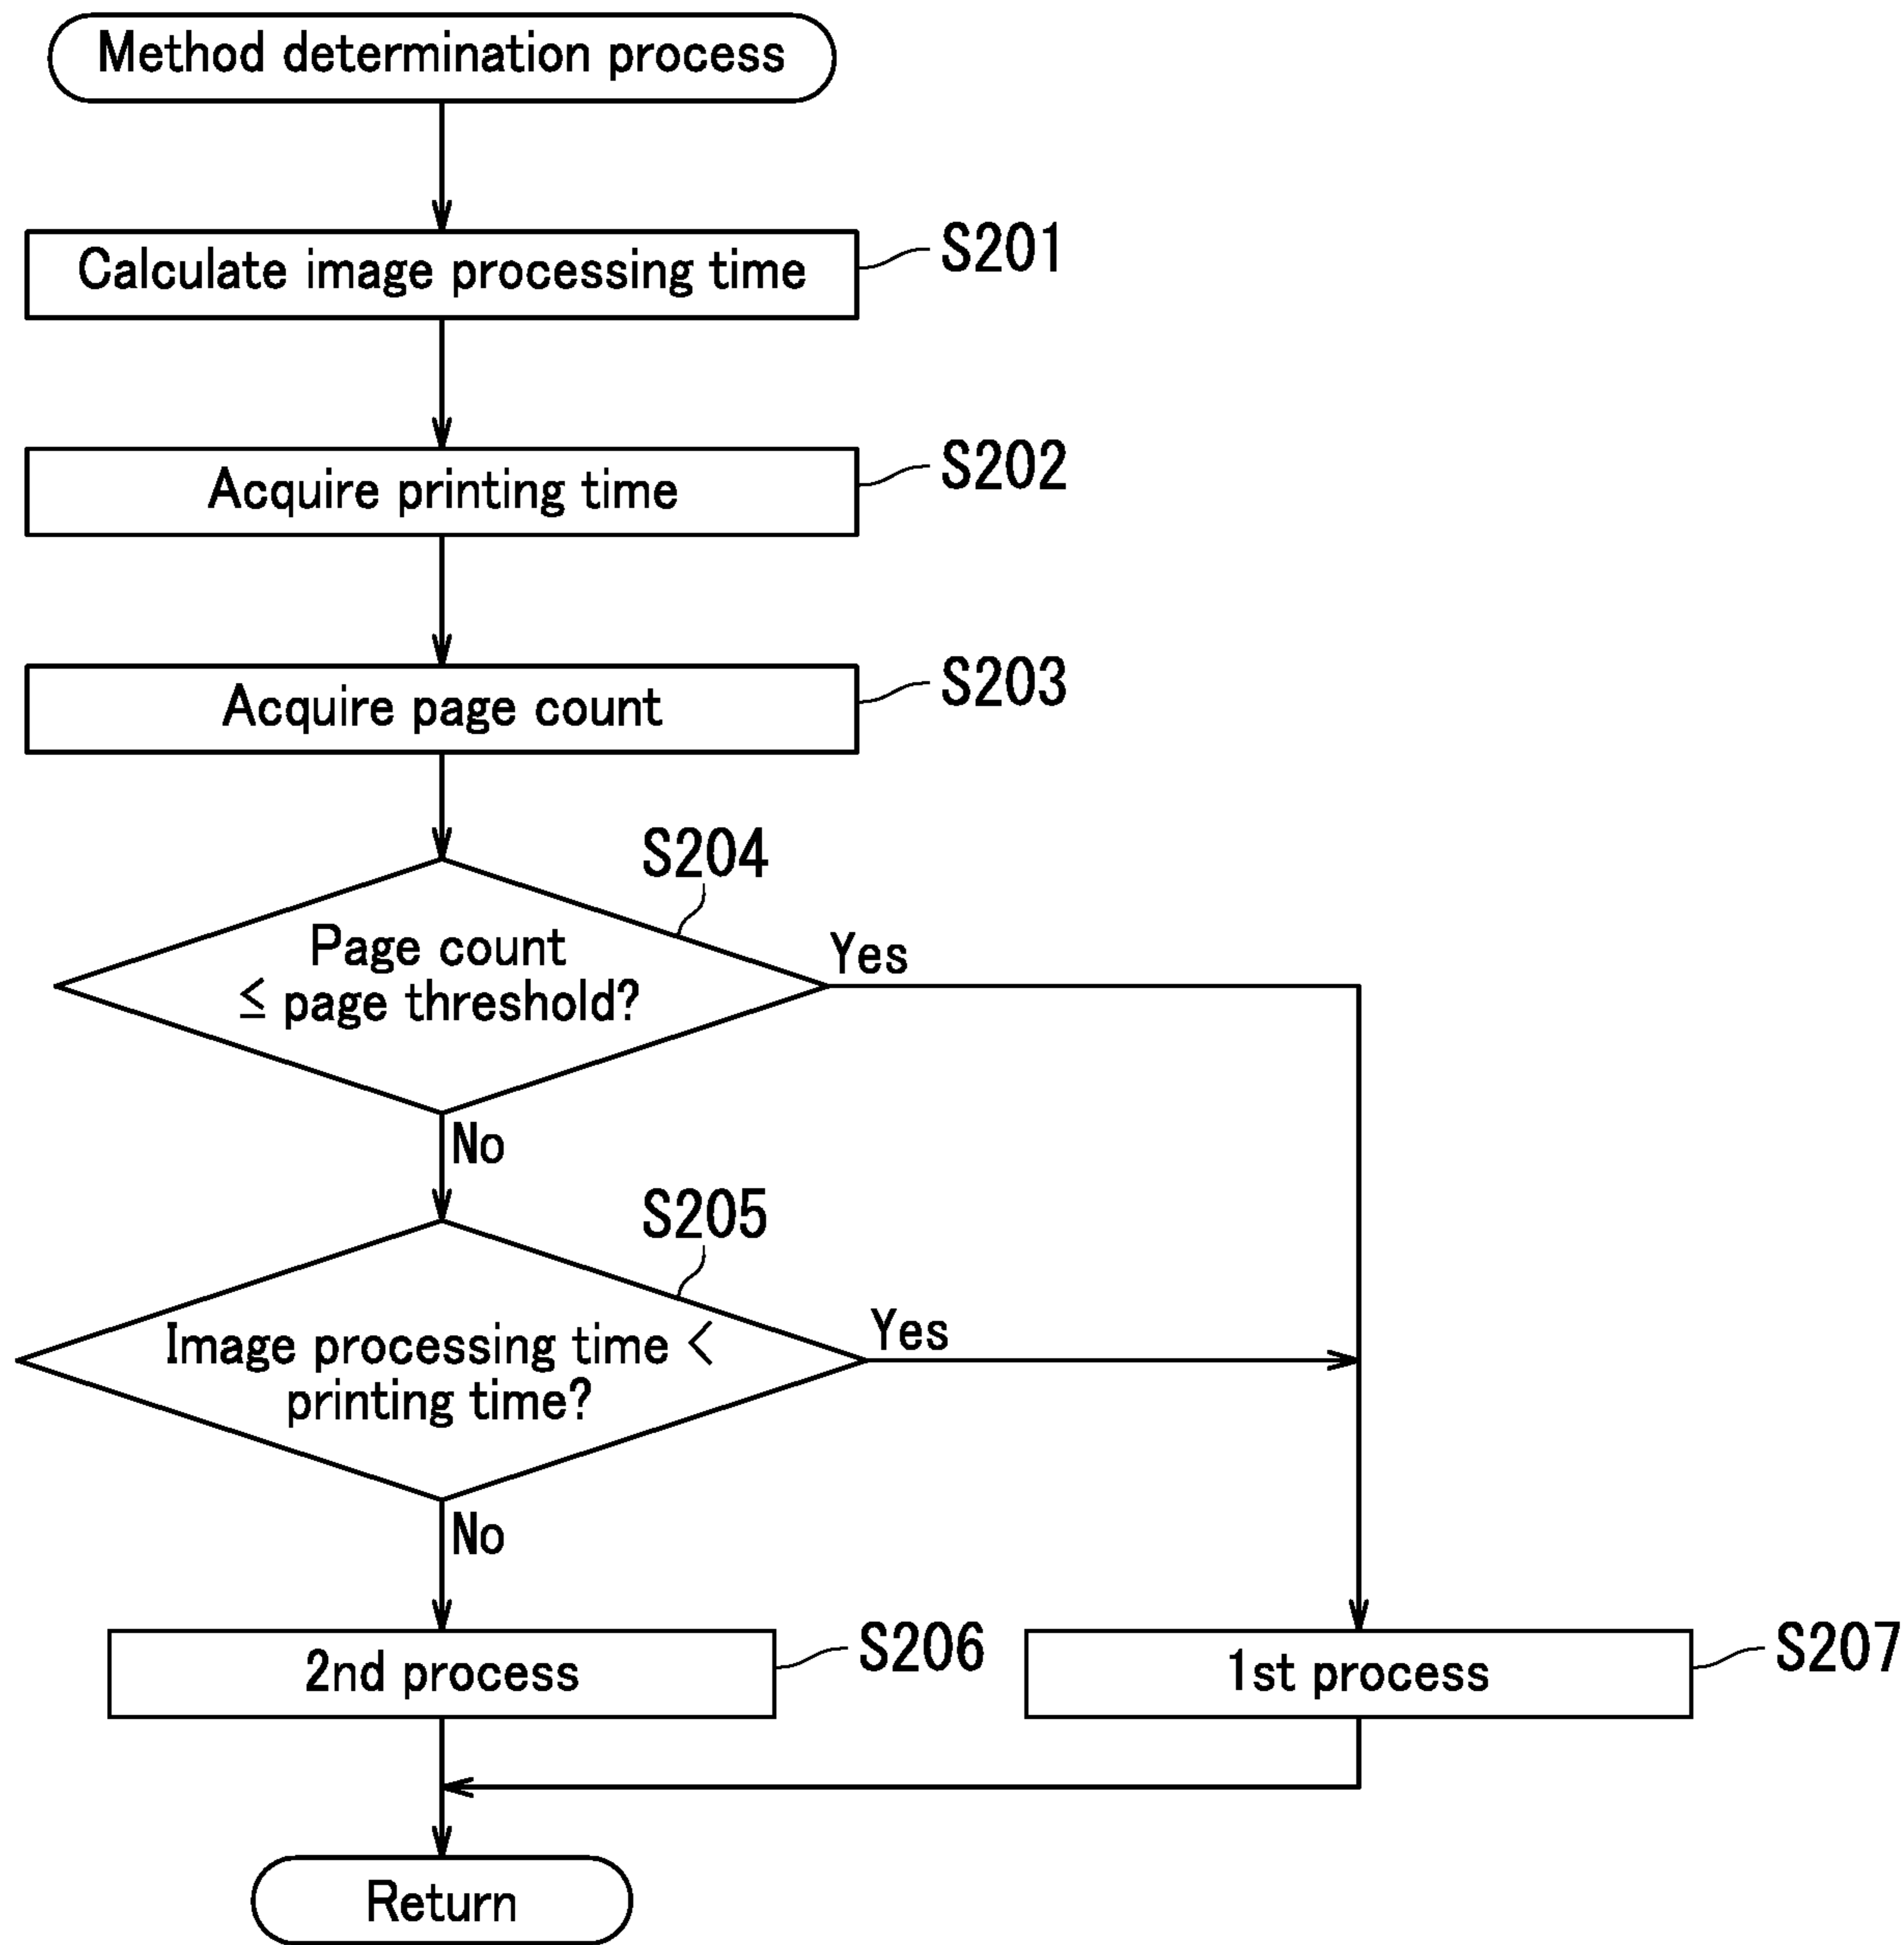 Method determination process
Calculate image processing time
S201
Acquire printing time
S202
Acquire page count
S203
S204
Page count
≤ page threshold?
Yes
No
S205
Image processing time <
printing time?
Yes
No
2nd process
S206
1st process
S207
Return